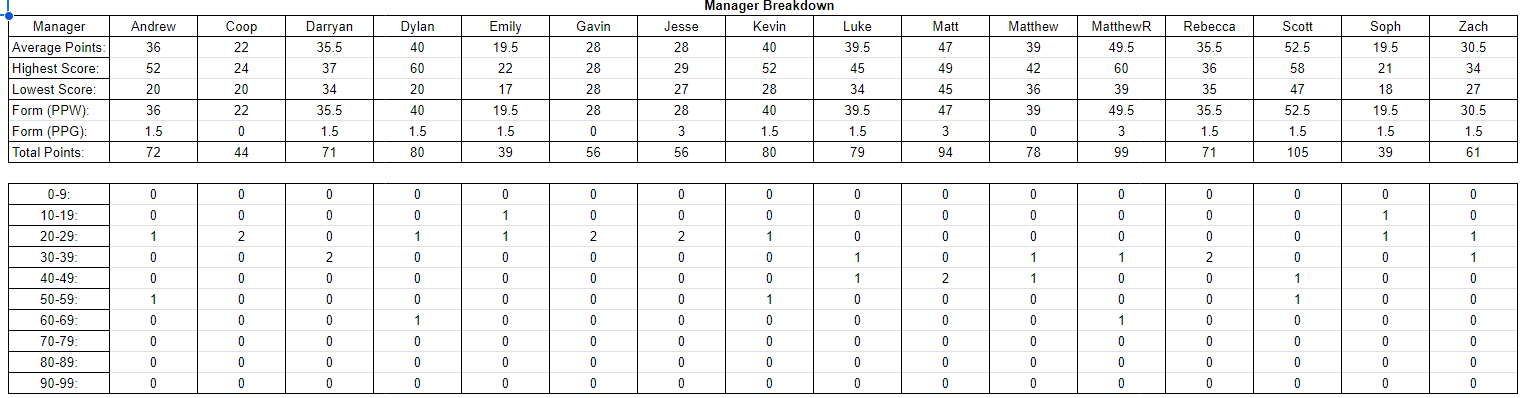 Manager Breakdown
Manager Andrew Coop Darryan Dylan Emily Gavin Jesse Kevin Luke Matt Matthew MatthewR Rebecca Scott Soph Zach
Average Points: 36 22 35.5 40 19.5 28 28 40 39.5 47 39 49.5 35.5 52.5 19.5 30.5
Highest Score: 52 24 37 60 22 28 29 52 45 49 42 60 36 58 21 34
Lowest Score: 20 20 34 20 17 28 27 28 34 45 36 39 35 47 18 27
Form (PPW): 36 22 35.5 40 19.5 28 28 40 39.5 47 39 49.5 35.5 52.5 19.5 30.5
Form (PPG): 1.5 0 1.5 1.5 1.5 0 3 1.5 1.5 3 0 3 1.5 1.5 1.5 1.5
Total Points: 72 44 71 80 39 56 56 80 79 94 78 99 71 105 39 61
0-9: 0 0 0 0 0 0 0 0 0 0 0 0 0 0 0 0
10-19: 0 0 0 0 1 0 0 0 0 0 0 0 0 0 1 0
20-29: 1 2 0 1 1 2 2 1 0 0 0 0 0 0 1 1
30-39: 0 0 2 0 0 0 0 0 1 0 1 1 2 0 0 1
40-49: 0 0 0 0 0 0 0 0 1 2 1 0 0 1 0 0
50-59: 1 0 0 0 0 0 0 1 0 0 0 0 0 1 0 0
60-69: 0 0 0 1 0 0 0 0 0 0 0 1 0 0 0 0
70-79: 0 0 0 0 0 0 0 0 0 0 0 0 0 0 0 0
80-89: 0 0 0 0 0 0 0 0 0 0 0 0 0 0 0 0
90-99: 0 0 0 0 0 0 0 0 0 0 0 0 0 0 0 0